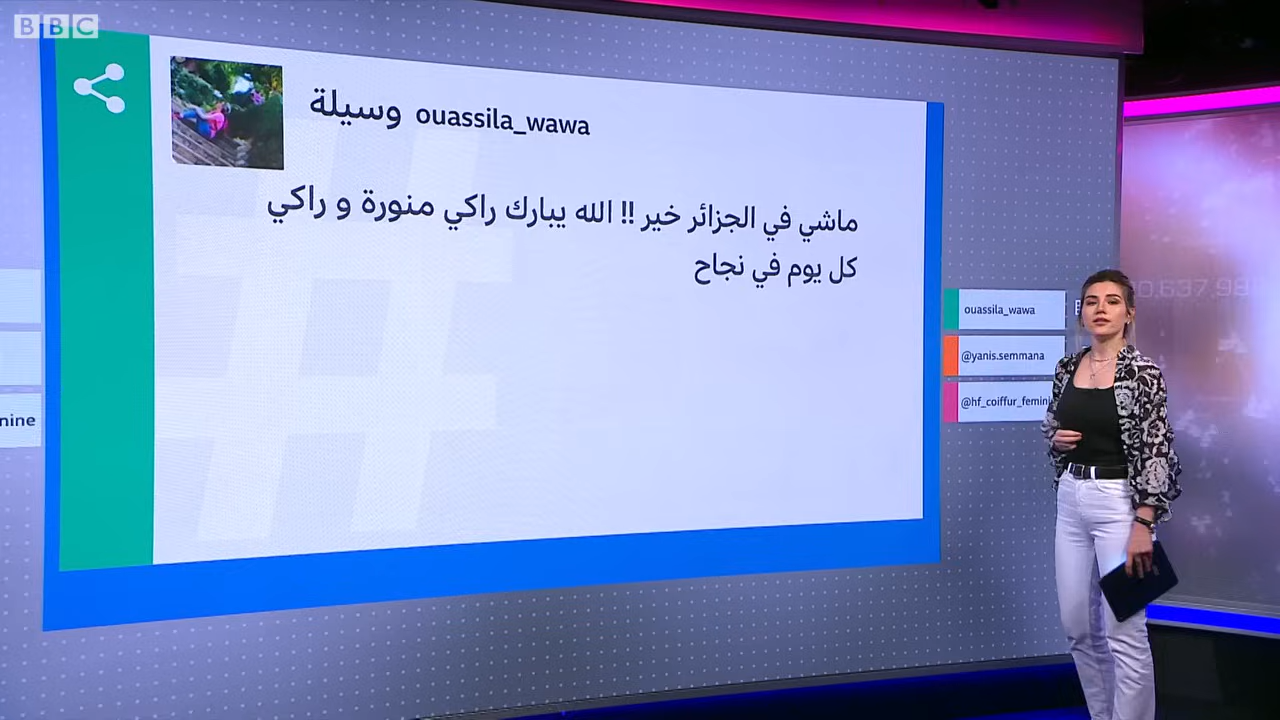 BBC
وسيلة ouassila_wawa
ماشي في الجزائر خير !! الله يبارك راكي منورة و راكي
كل يوم في نجاح
ouassila_wawa
@yanis.semmana
@hf_coiffur_femini
nine